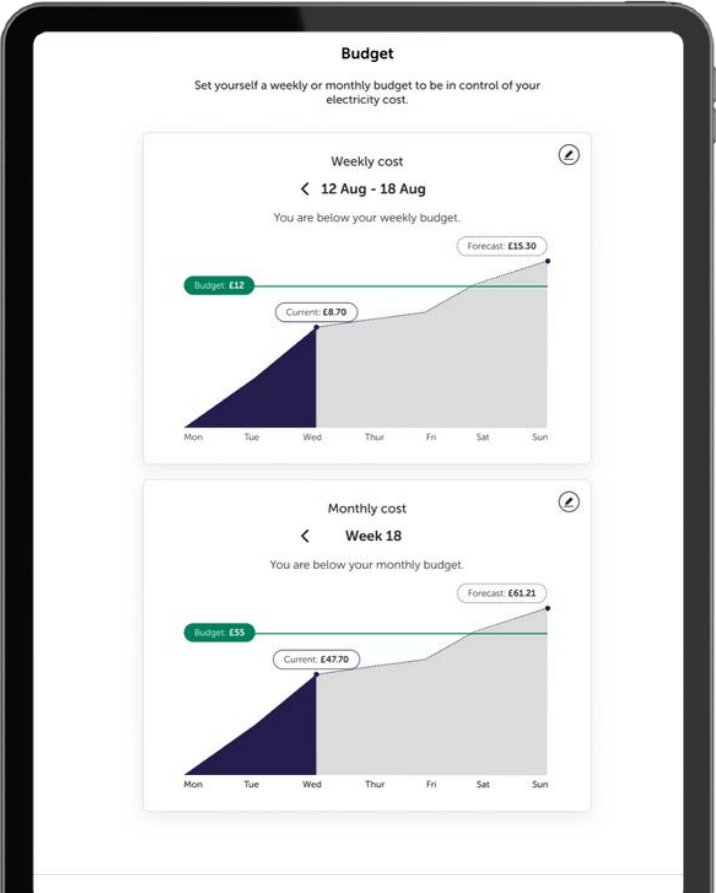 Budget
Set yourself a weekly or monthly budget to be in control of your
electricity cost.
Weekly cost
12 Aug - 18 Aug
You are below your weekly budget.
Forecast: £15.30
Budget: £12
Current: £8.70
Mon Tue Wed Thur Fri Sat Sun
Monthly cost
Week 18
You are below your monthly budget.
Forecast: £61.21
Budget: £55
Current: £47.70
Mon Tue Wed Thur Fri Sat Sun